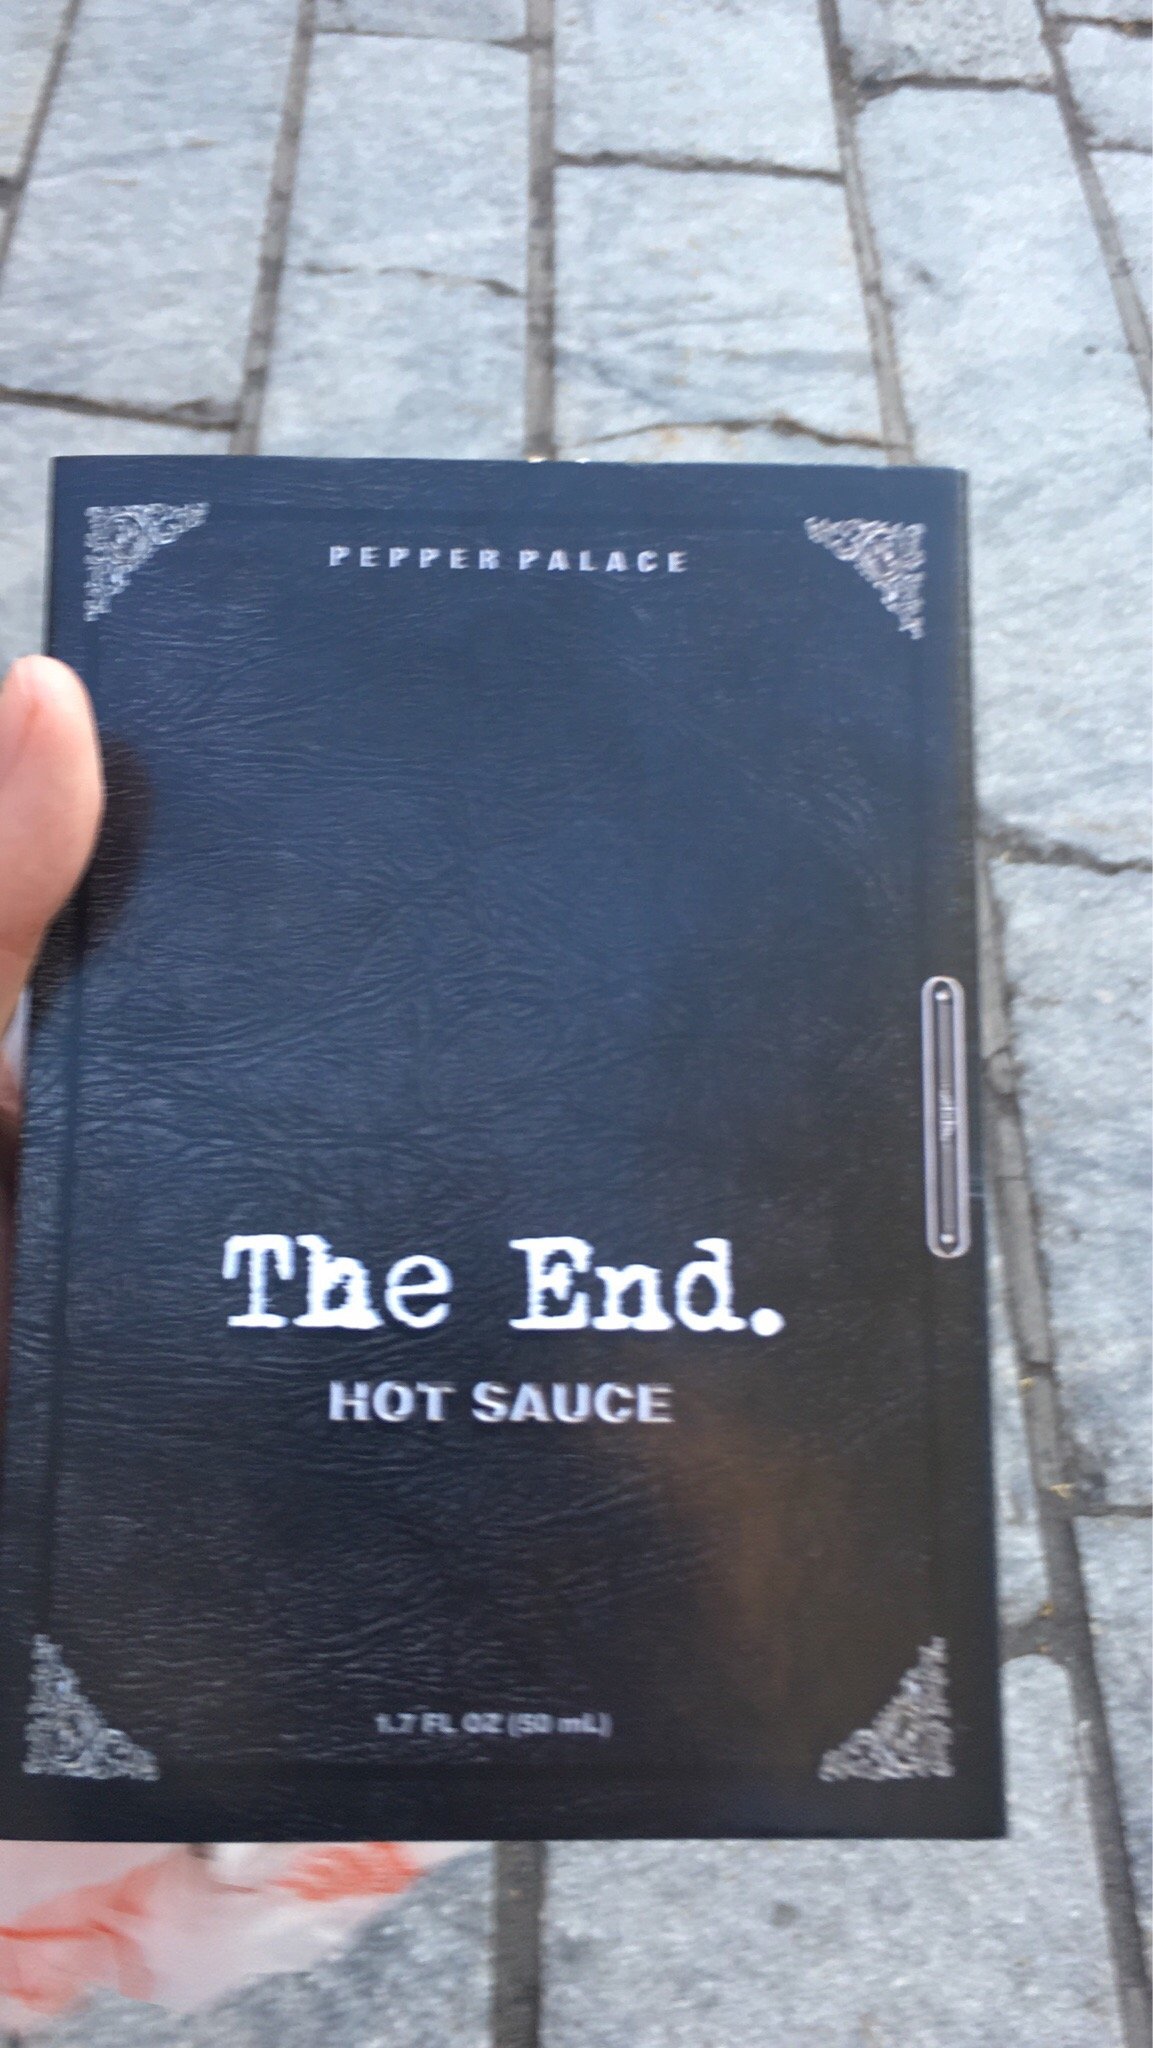 PEPPER PALACE
The End.
HOT SAUCE
1.7 FL OZ (50 mL)